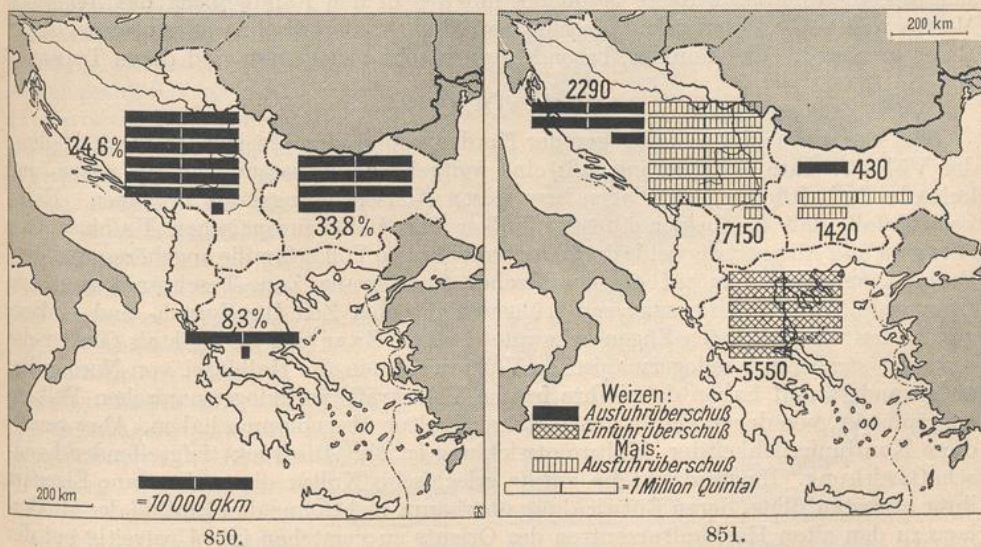 24,6%
33,8%
8,3%
200 km
=10 000 qkm
850.
200 km
2290
430
7150
1420
5550
Weizen:
Ausfuhrüberschuß
Einfuhrüberschuß
Mais:
Ausfuhrüberschuß
=1 Million Quintal
851.